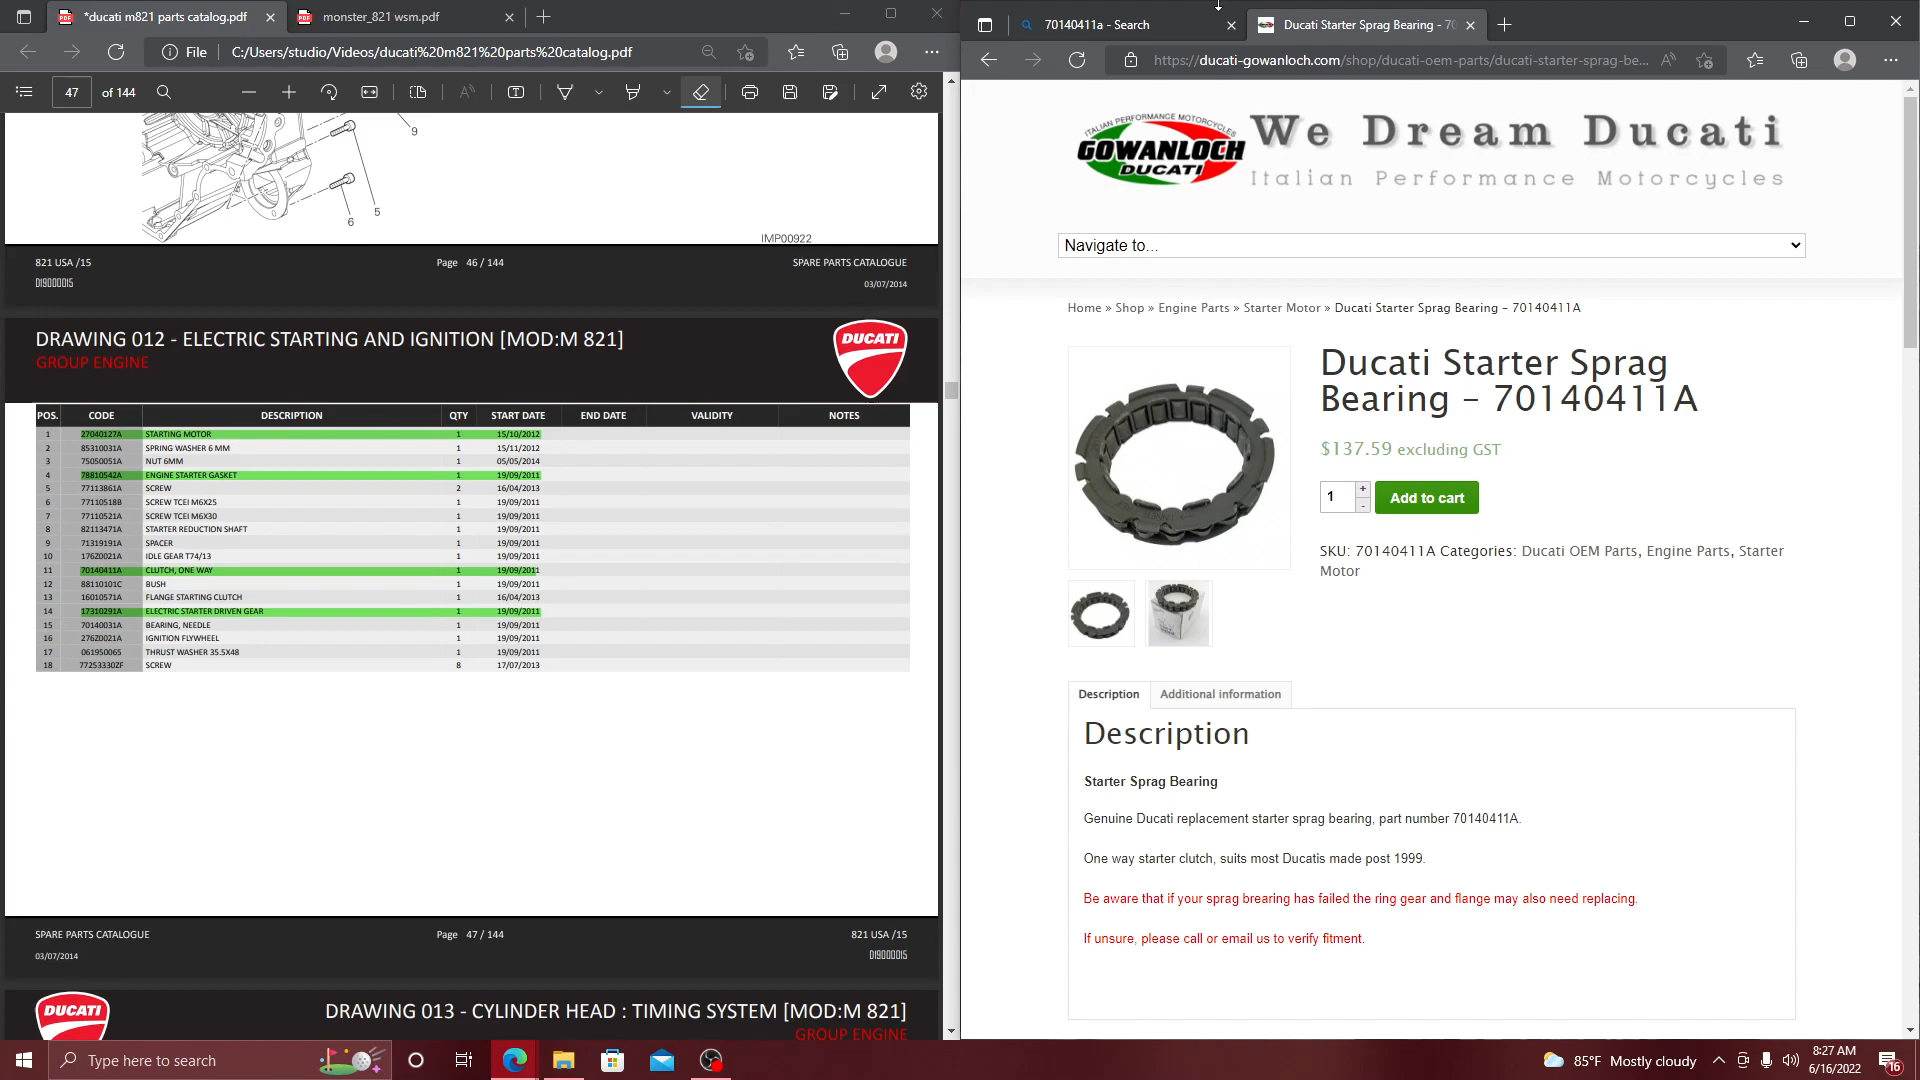 *ducati m821 parts catalog.pdf
monster_821 wsm.pdf
File
C:/Users/studio/Videos/ducati%20m821%20parts%20catalog.pdf
47 of 144
9
5
6
IMP00922
821 USA /15
Page 46 / 144
SPARE PARTS CATALOGUE
D19000015
03/07/2014
DRAWING 012 - ELECTRIC STARTING AND IGNITION [MOD:M 821]
GROUP ENGINE
DUCATI
POS. CODE DESCRIPTION QTY START DATE END DATE VALIDITY NOTES
1 27040127A STARTING MOTOR 1 15/10/2012
2 85310031A SPRING WASHER 6 MM 1 15/11/2012
3 75050051A NUT 6MM 1 05/05/2014
4 78810542A ENGINE STARTER GASKET 1 19/09/2011
5 77113861A SCREW 2 16/04/2013
6 77110518B SCREW TCEI M6X25 1 19/09/2011
7 77110521A SCREW TCEI M6X30 1 19/09/2011
8 82113471A STARTER REDUCTION SHAFT 1 19/09/2011
9 71319191A SPACER 1 19/09/2011
10 176Z0021A IDLE GEAR T74/13 1 19/09/2011
11 70140411A CLUTCH, ONE WAY 1 19/09/2011
12 88110101C BUSH 1 19/09/2011
13 16010571A FLANGE STARTING CLUTCH 1 16/04/2013
14 17310291A ELECTRIC STARTER DRIVEN GEAR 1 19/09/2011
15 70140031A BEARING, NEEDLE 1 19/09/2011
16 276Z0021A IGNITION FLYWHEEL 1 19/09/2011
17 061950065 THRUST WASHER 35.5X48 1 19/09/2011
18 77253330ZF SCREW 8 17/07/2013
SPARE PARTS CATALOGUE
Page 47 / 144
821 USA /15
03/07/2014
D19000015
DUCATI
DRAWING 013 - CYLINDER HEAD : TIMING SYSTEM [MOD:M 821]
GROUP ENGINE
70140411a - Search
Ducati Starter Sprag Bearing - 70
https://ducati-gowanloch.com/shop/ducati-oem-parts/ducati-starter-sprag-be...
ITALIAN PERFORMANCE MOTORCYCLES
GOWANLOCH
DUCATI
We Dream Ducati
Italian Performance Motorcycles
Navigate to...
Home » Shop » Engine Parts » Starter Motor » Ducati Starter Sprag Bearing – 70140411A
Ducati Starter Sprag
Bearing – 70140411A
$137.59 excluding GST
1
+
-
Add to cart
SKU: 70140411A Categories: Ducati OEM Parts, Engine Parts, Starter
Motor
Description
Additional information
Description
Starter Sprag Bearing
Genuine Ducati replacement starter sprag bearing, part number 70140411A.
One way starter clutch, suits most Ducatis made post 1999.
Be aware that if your sprag brearing has failed the ring gear and flange may also need replacing.
If unsure, please call or email us to verify fitment.
Type here to search
85°F Mostly cloudy
8:27 AM
6/16/2022
16